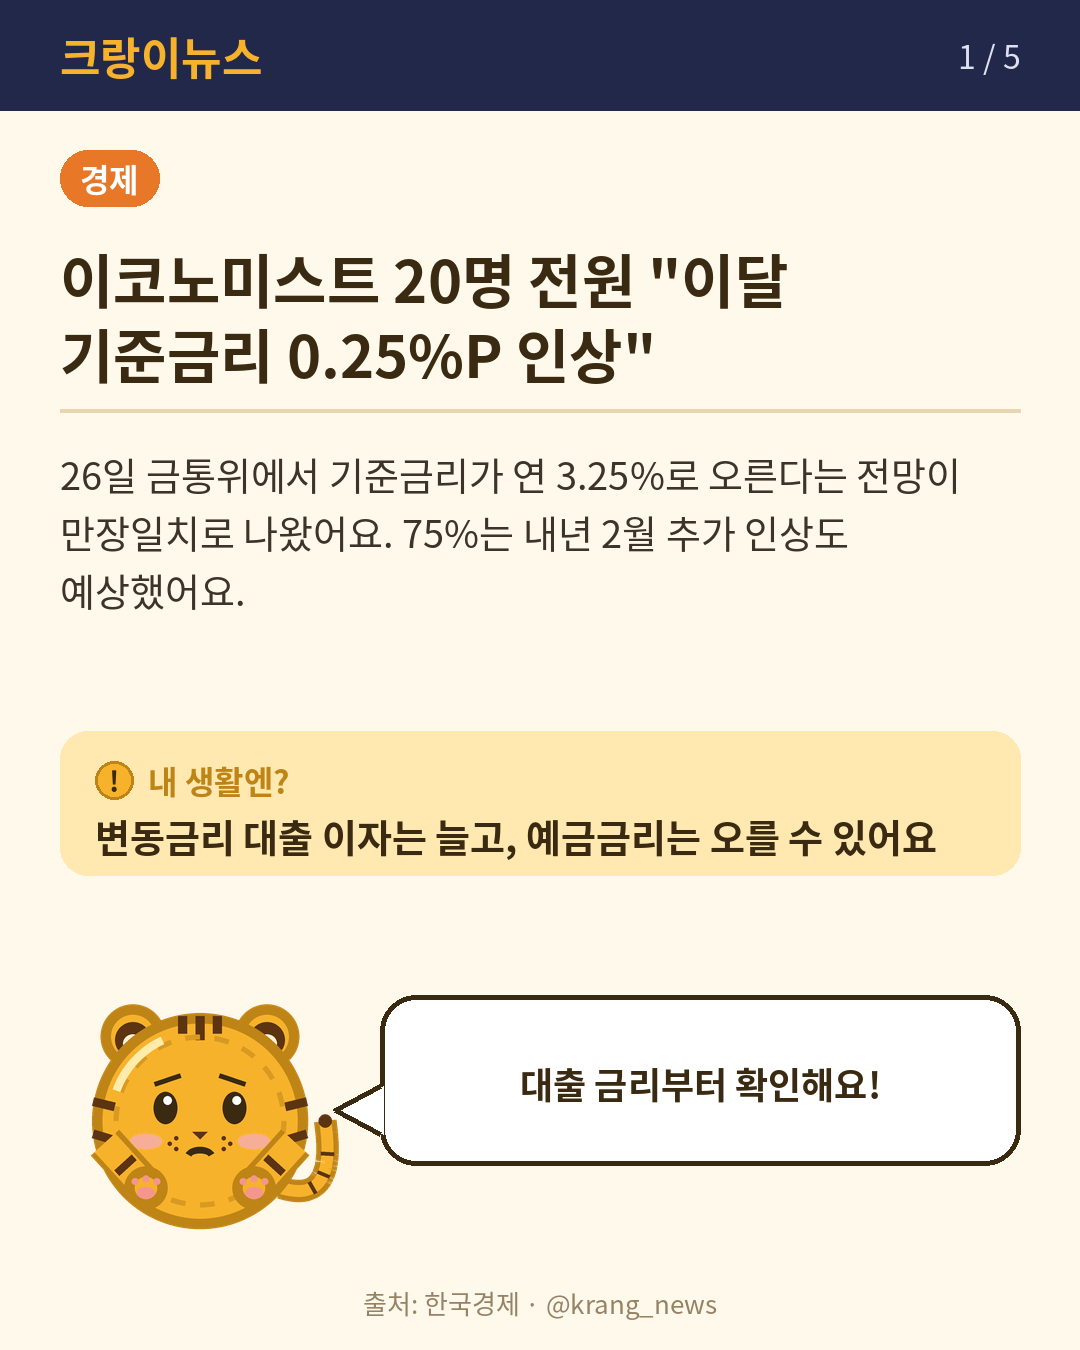 크랑이뉴스
1 / 5
경제
이코노미스트 20명 전원 "이달
기준금리 0.25%P 인상"
26일 금통위에서 기준금리가 연 3.25%로 오른다는 전망이
만장일치로 나왔어요. 75%는 내년 2월 추가 인상도
예상했어요.
! 내 생활엔?
변동금리 대출 이자는 늘고, 예금금리는 오를 수 있어요
대출 금리부터 확인해요!
출처: 한국경제 · @krang_news